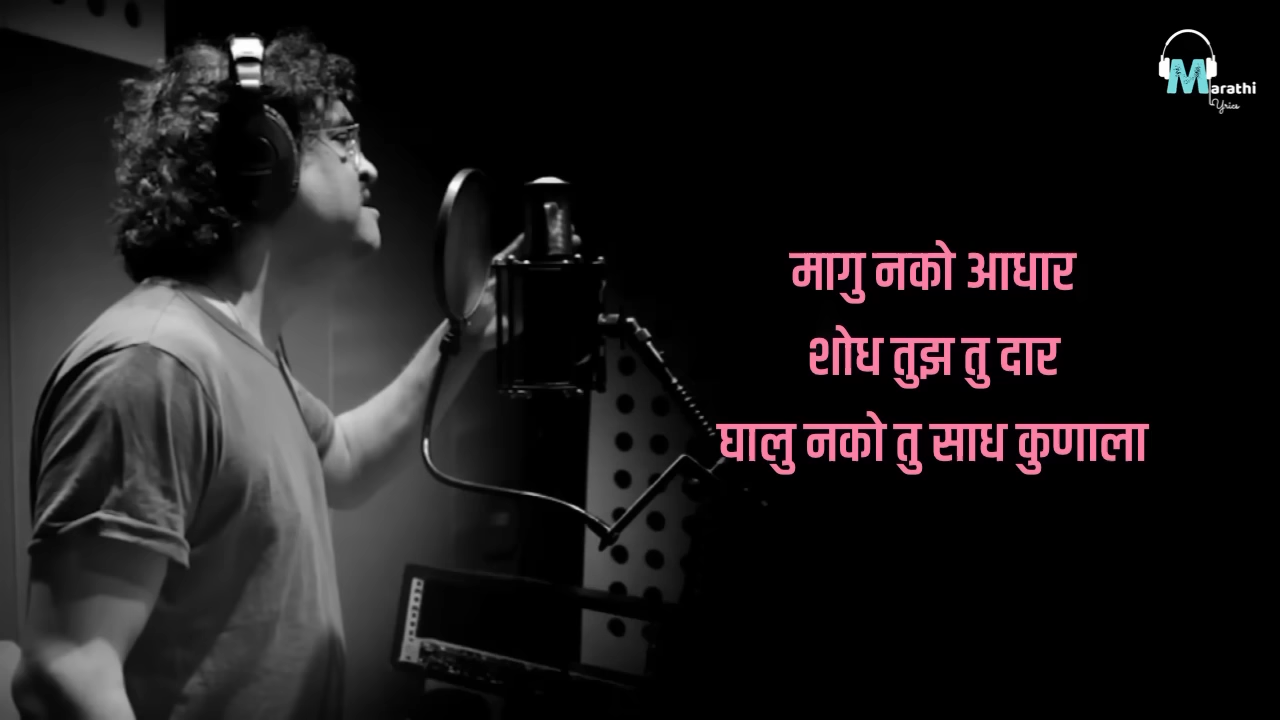 Marathi
Lyrics
मागु नको आधार
शोध तुझ तु दार
घालु नको तु साध कुणाला